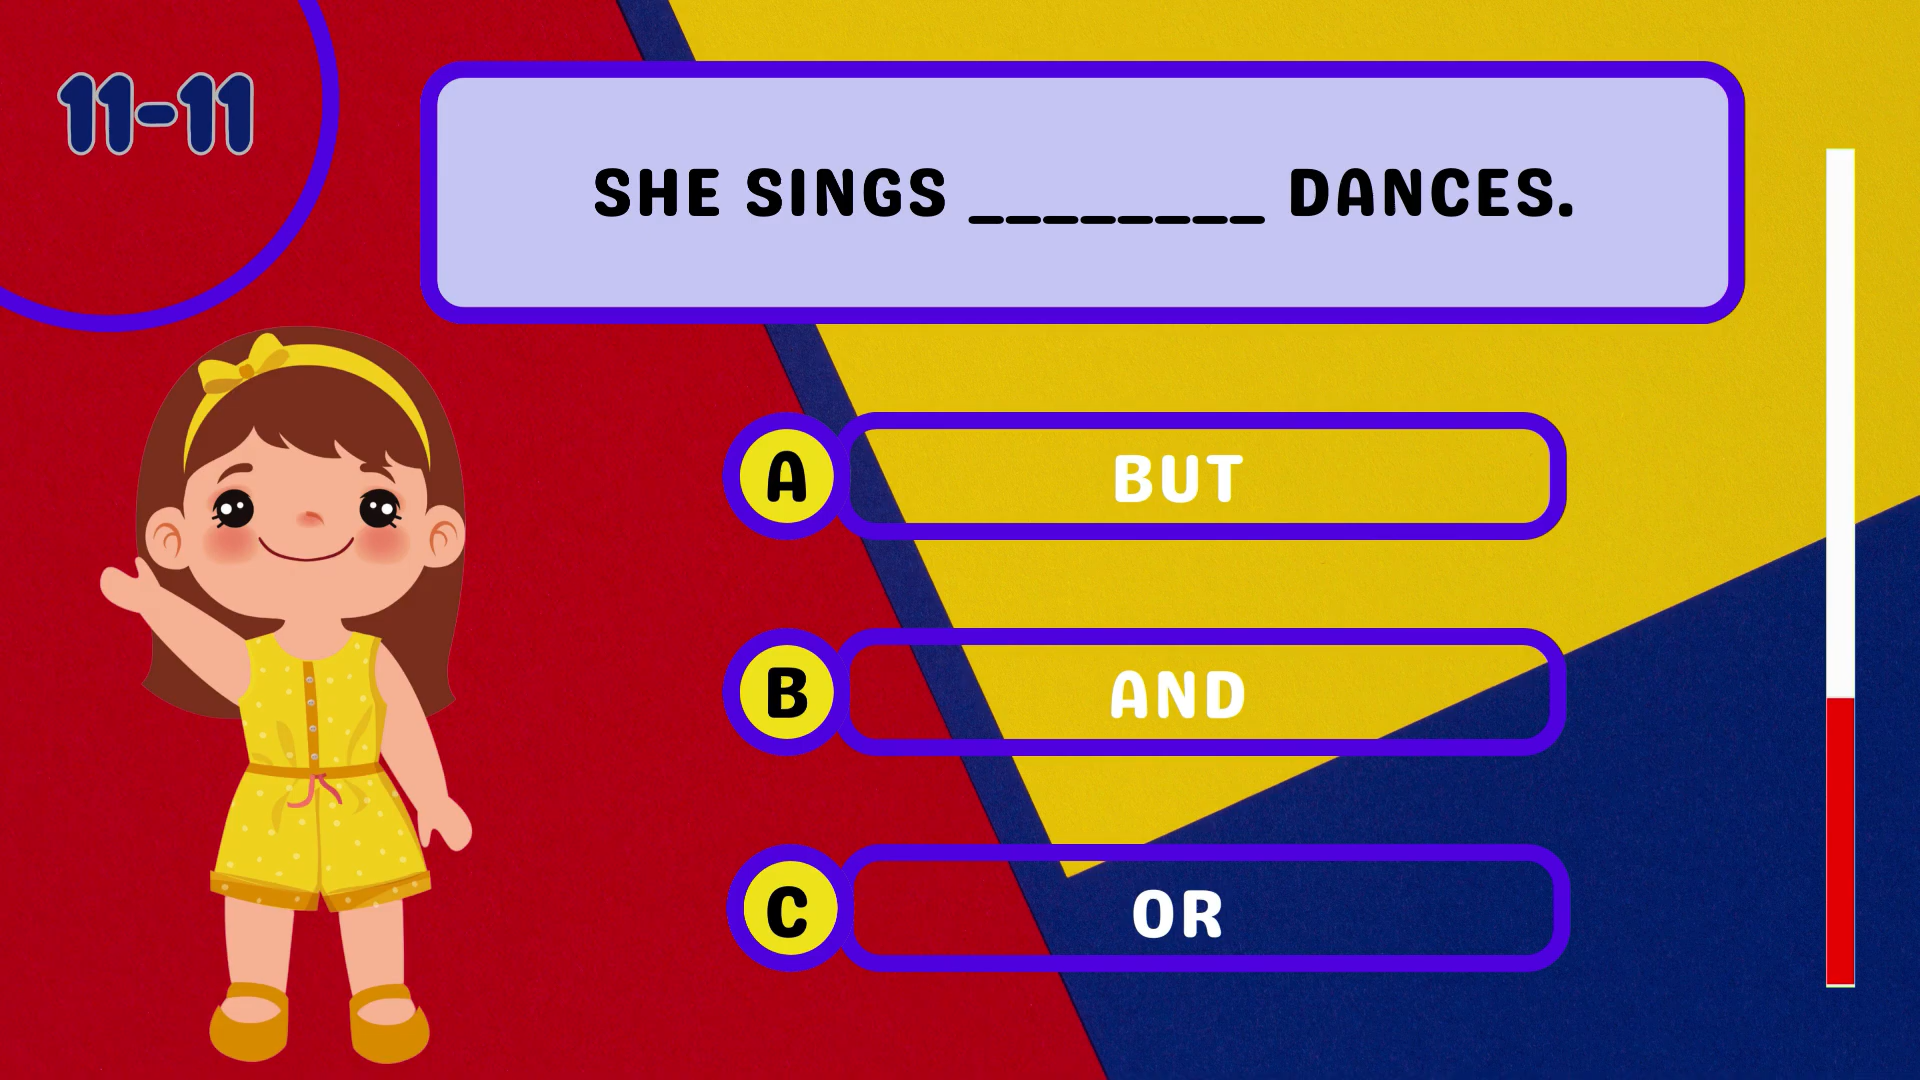 11-11
SHE SINGS ________ DANCES.
A BUT
B AND
C OR